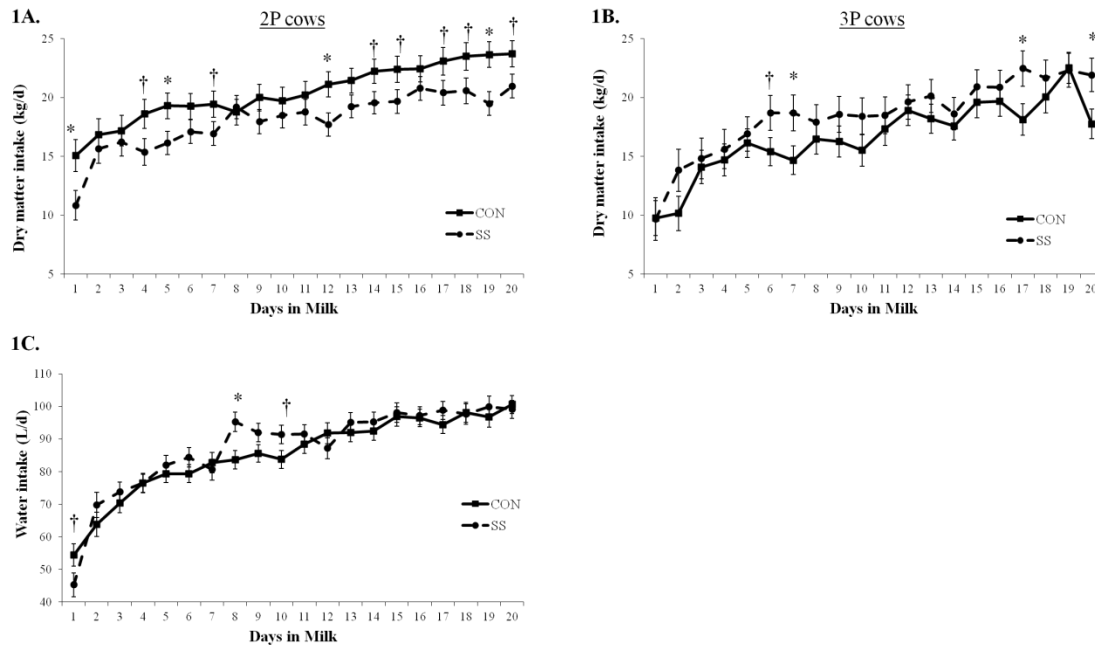 1A.
2P cows
Dry matter intake (kg/d)
25
20
15
10
5
* † * † * † † † † * †
CON
SS
1 2 3 4 5 6 7 8 9 10 11 12 13 14 15 16 17 18 19 20
Days in Milk
1B.
3P cows
Dry matter intake (kg/d)
25
20
15
10
5
† * * *
CON
SS
1 2 3 4 5 6 7 8 9 10 11 12 13 14 15 16 17 18 19 20
Days in Milk
1C.
Water intake (L/d)
110
100
90
80
70
60
50
40
† * †
CON
SS
1 2 3 4 5 6 7 8 9 10 11 12 13 14 15 16 17 18 19 20
Days in Milk